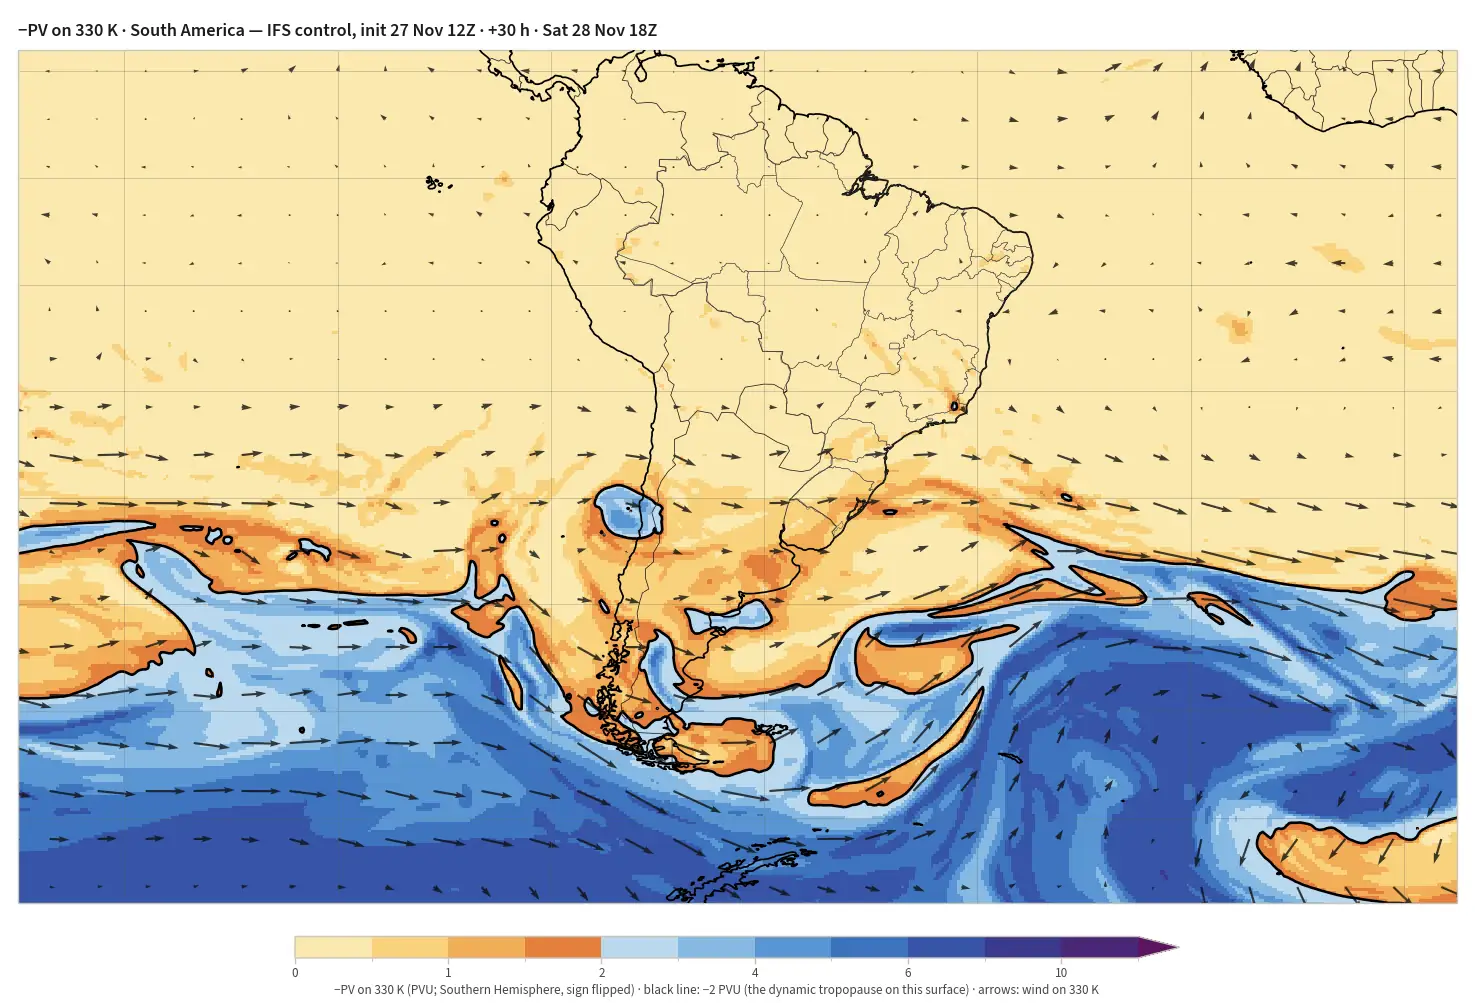 −PV on 330 K · South America — IFS control, init 27 Nov 12Z · +30 h · Sat 28 Nov 18Z
0 1 2 4 6 10
−PV on 330 K (PVU; Southern Hemisphere, sign flipped) · black line: −2 PVU (the dynamic tropopause on this surface) · arrows: wind on 330 K